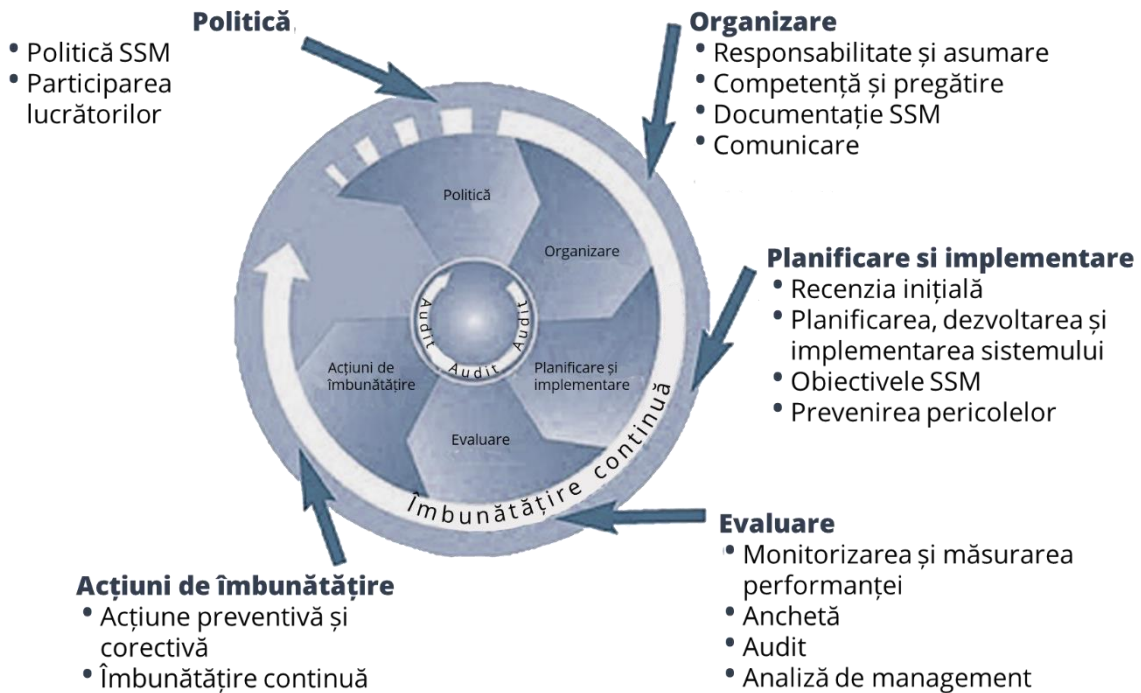 Politică
• Politică SSM
• Participarea
lucrătorilor
Organizare
• Responsabilitate și asumare
• Competență și pregătire
• Documentație SSM
• Comunicare
Planificare si implementare
• Recenzia inițială
• Planificarea, dezvoltarea și
implementarea sistemului
• Obiectivele SSM
• Prevenirea pericolelor
Evaluare
• Monitorizarea și măsurarea
performanței
• Anchetă
• Audit
• Analiză de management
Acțiuni de îmbunătățire
• Acțiune preventivă și
corectivă
• Îmbunătățire continuă
Politică
Organizare
Planificare și
implementare
Evaluare
Acțiuni de
îmbunătățire
Audit
Audit
Audit
Îmbunătățire continuă